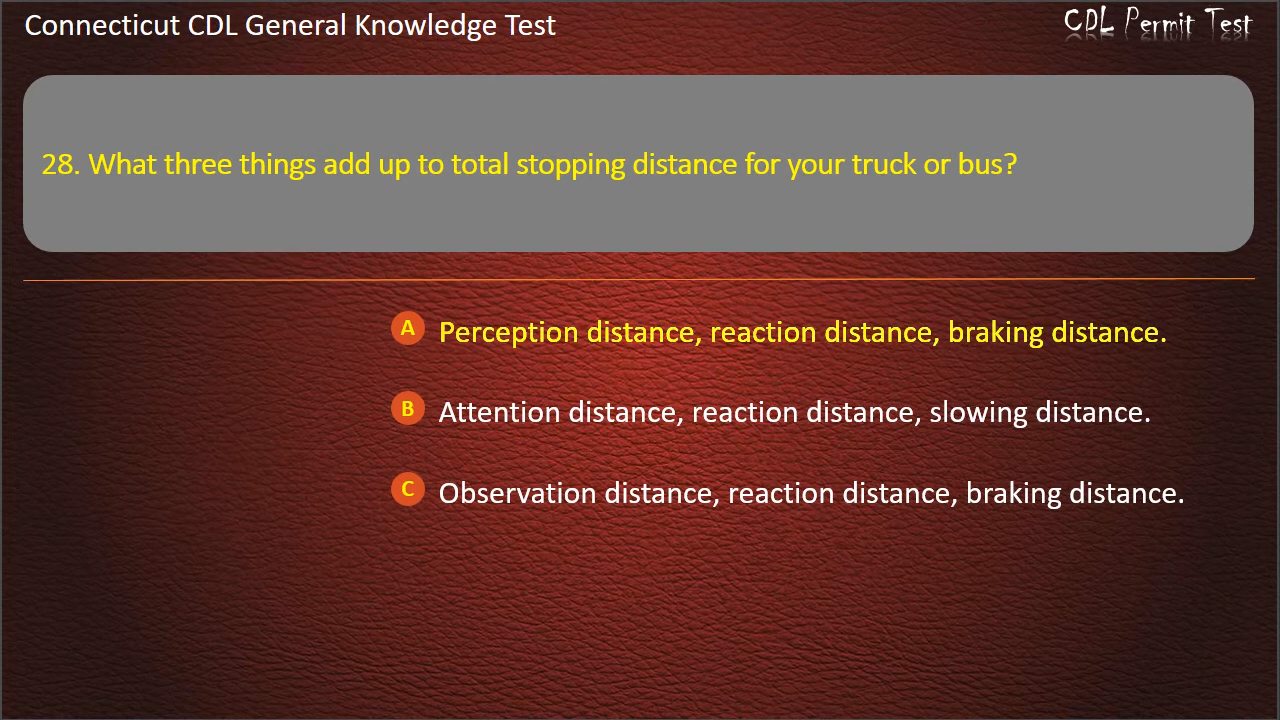 Connecticut CDL General Knowledge Test
CDL Permit Test
28. What three things add up to total stopping distance for your truck or bus?
A Perception distance, reaction distance, braking distance.
B Attention distance, reaction distance, slowing distance.
C Observation distance, reaction distance, braking distance.